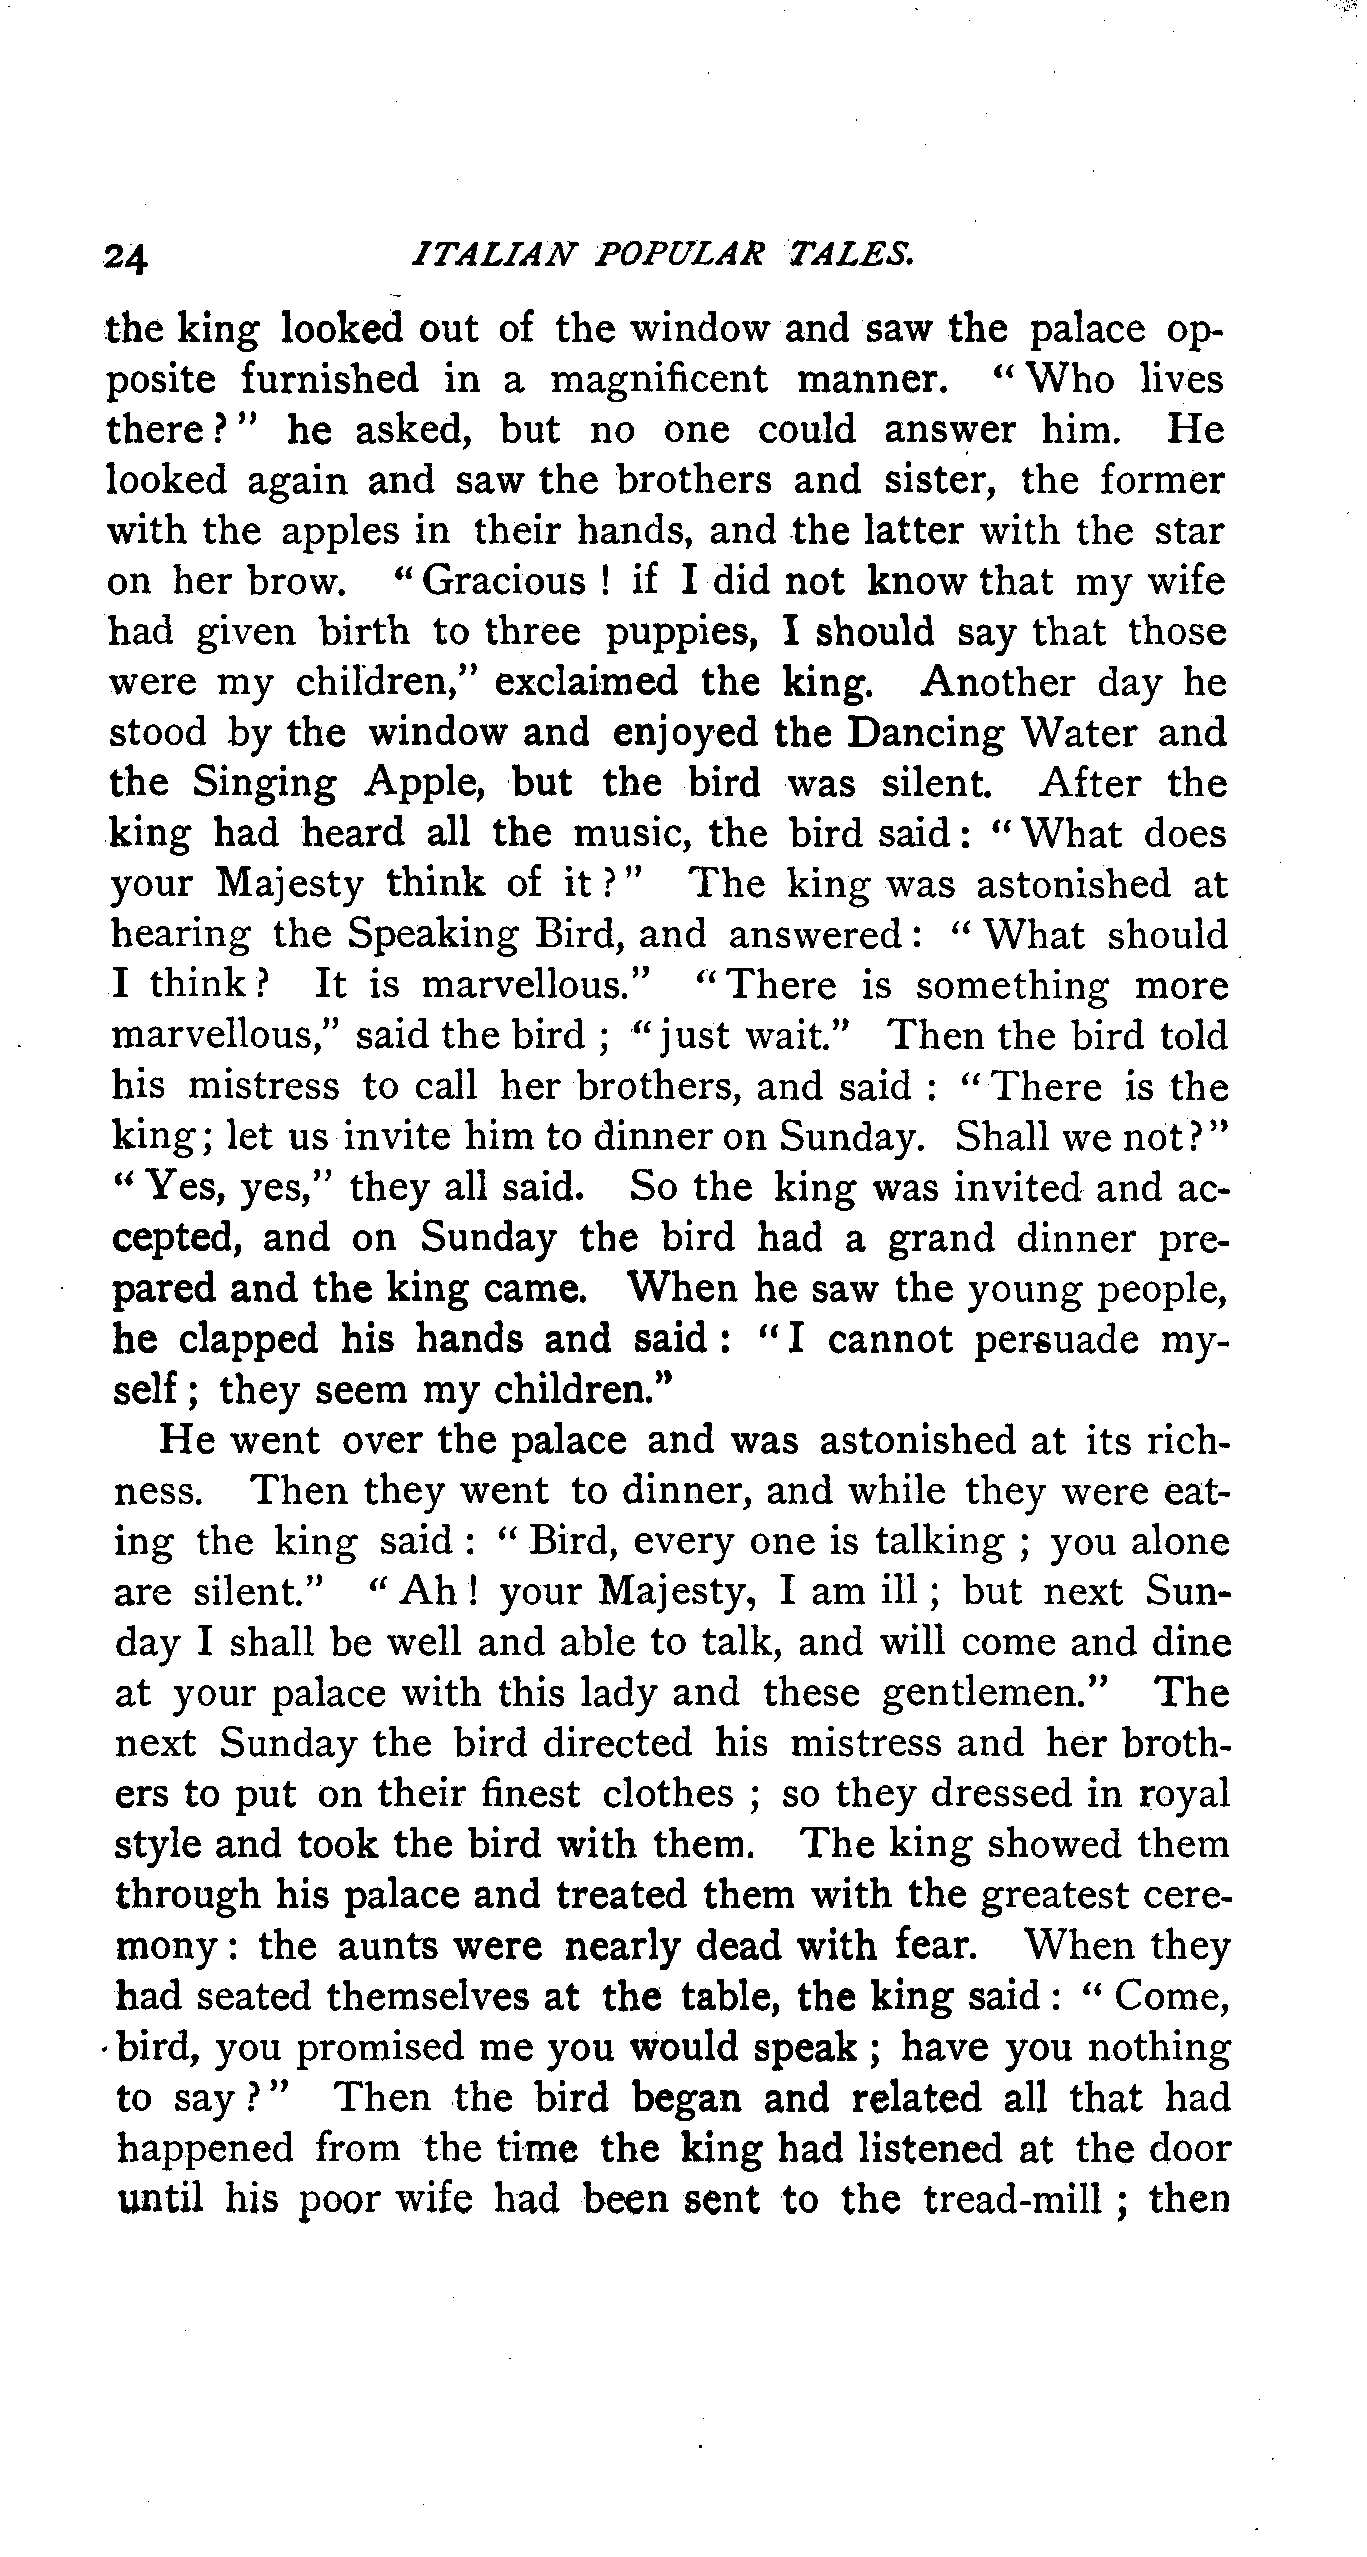 24 ITALIAN POPULAR TALES.
the king looked out of the window and saw the palace op-
posite furnished in a magnificent manner. "Who lives
there?" he asked, but no one could answer him. He
looked again and saw the brothers and sister, the former
with the apples in their hands, and the latter with the star
on her brow. "Gracious! if I did not know that my wife
had given birth to three puppies, I should say that those
were my children," exclaimed the king. Another day he
stood by the window and enjoyed the Dancing Water and
the Singing Apple, but the bird was silent. After the
king had heard all the music, the bird said: "What does
your Majesty think of it?" The king was astonished at
hearing the Speaking Bird, and answered: "What should
I think? It is marvellous." "There is something more
marvellous," said the bird; "just wait." Then the bird told
his mistress to call her brothers, and said: "There is the
king; let us invite him to dinner on Sunday. Shall we not?"
"Yes, yes," they all said. So the king was invited and ac-
cepted, and on Sunday the bird had a grand dinner pre-
pared and the king came. When he saw the young people,
he clapped his hands and said: "I cannot persuade my-
self; they seem my children."
He went over the palace and was astonished at its rich-
ness. Then they went to dinner, and while they were eat-
ing the king said: "Bird, every one is talking; you alone
are silent." "Ah! your Majesty, I am ill; but next Sun-
day I shall be well and able to talk, and will come and dine
at your palace with this lady and these gentlemen." The
next Sunday the bird directed his mistress and her broth-
ers to put on their finest clothes; so they dressed in royal
style and took the bird with them. The king showed them
through his palace and treated them with the greatest cere-
mony: the aunts were nearly dead with fear. When they
had seated themselves at the table, the king said: "Come,
bird, you promised me you would speak; have you nothing
to say?" Then the bird began and related all that had
happened from the time the king had listened at the door
until his poor wife had been sent to the tread-mill; then